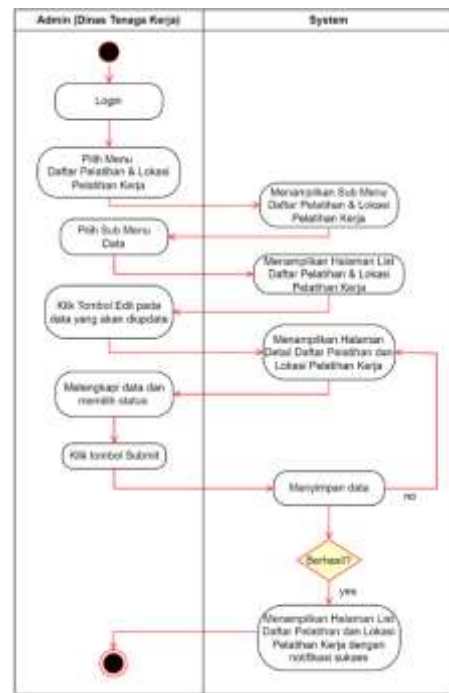 Admin (Dinas Tenaga Kerja)
System
Login
Pilih Menu
Daftar Pelatihan & Lokasi
Pelatihan Kerja
Menampilkan Sub Menu
Daftar Pelatihan & Lokasi
Pelatihan Kerja
Pilih Sub Menu
Data
Menampilkan Halaman List
Daftar Pelatihan & Lokasi
Pelatihan Kerja
Klik Tombol Edit pada
data yang akan diupdate
Menampilkan Halaman
Detail Daftar Pelatihan dan
Lokasi Pelatihan Kerja
Melengkapi data dan
memilih status
Klik tombol Submit
Menyimpan data
no
Berhasil?
yes
Menampilkan Halaman List
Daftar Pelatihan dan Lokasi
Pelatihan Kerja dengan
notifikasi sukses